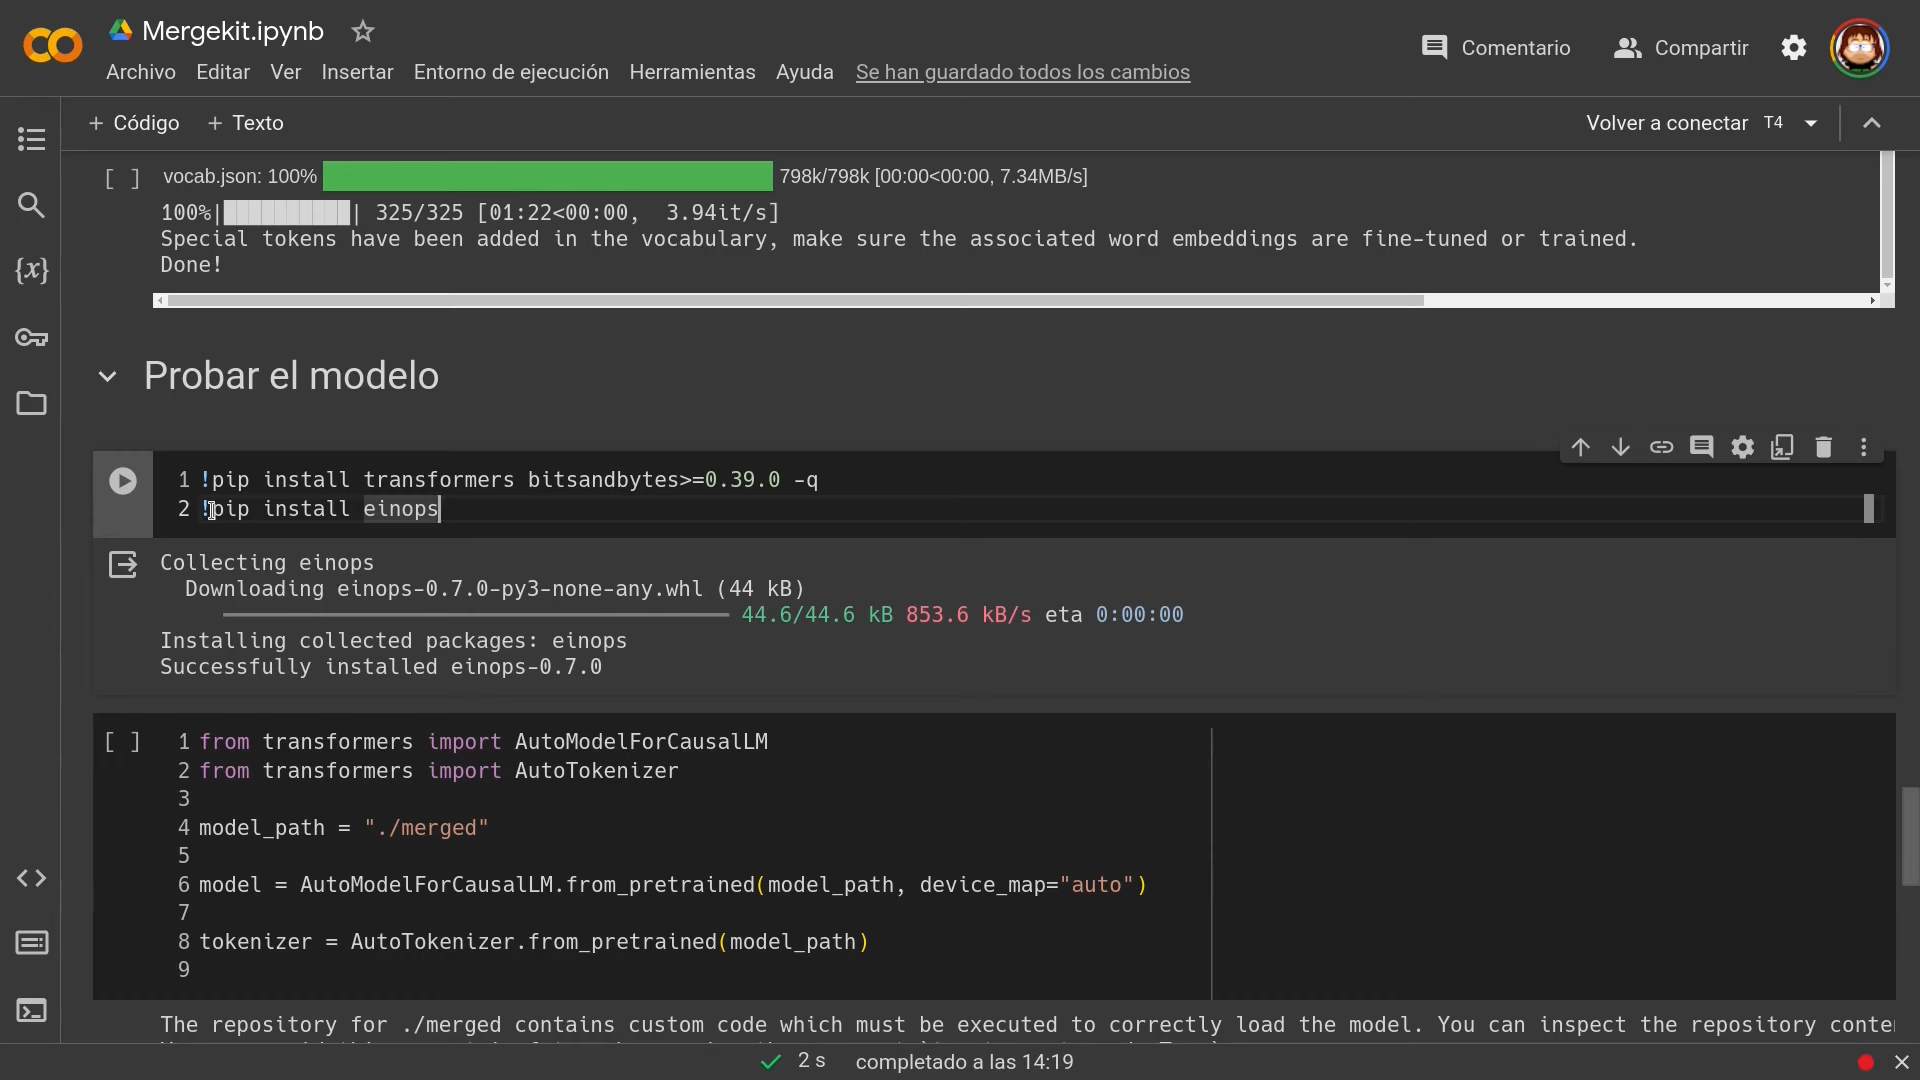 Mergekit.ipynb
Comentario
Compartir
Archivo Editar Ver Insertar Entorno de ejecución Herramientas Ayuda Se han guardado todos los cambios
+ Código + Texto
Volver a conectar T4
[ ] vocab.json: 100% 798k/798k [00:00<00:00, 7.34MB/s]
100%|██████████| 325/325 [01:22<00:00,  3.94it/s]
Special tokens have been added in the vocabulary, make sure the associated word embeddings are fine-tuned or trained.
Done!
Probar el modelo
1 !pip install transformers bitsandbytes>=0.39.0 -q
2 !pip install einops
Collecting einops
Downloading einops-0.7.0-py3-none-any.whl (44 kB)
44.6/44.6 kB 853.6 kB/s eta 0:00:00
Installing collected packages: einops
Successfully installed einops-0.7.0
[ ] 1 from transformers import AutoModelForCausalLM
2 from transformers import AutoTokenizer
3
4 model_path = "./merged"
5
6 model = AutoModelForCausalLM.from_pretrained(model_path, device_map="auto")
7
8 tokenizer = AutoTokenizer.from_pretrained(model_path)
9
The repository for ./merged contains custom code which must be executed to correctly load the model. You can inspect the repository
2 s completado a las 14:19